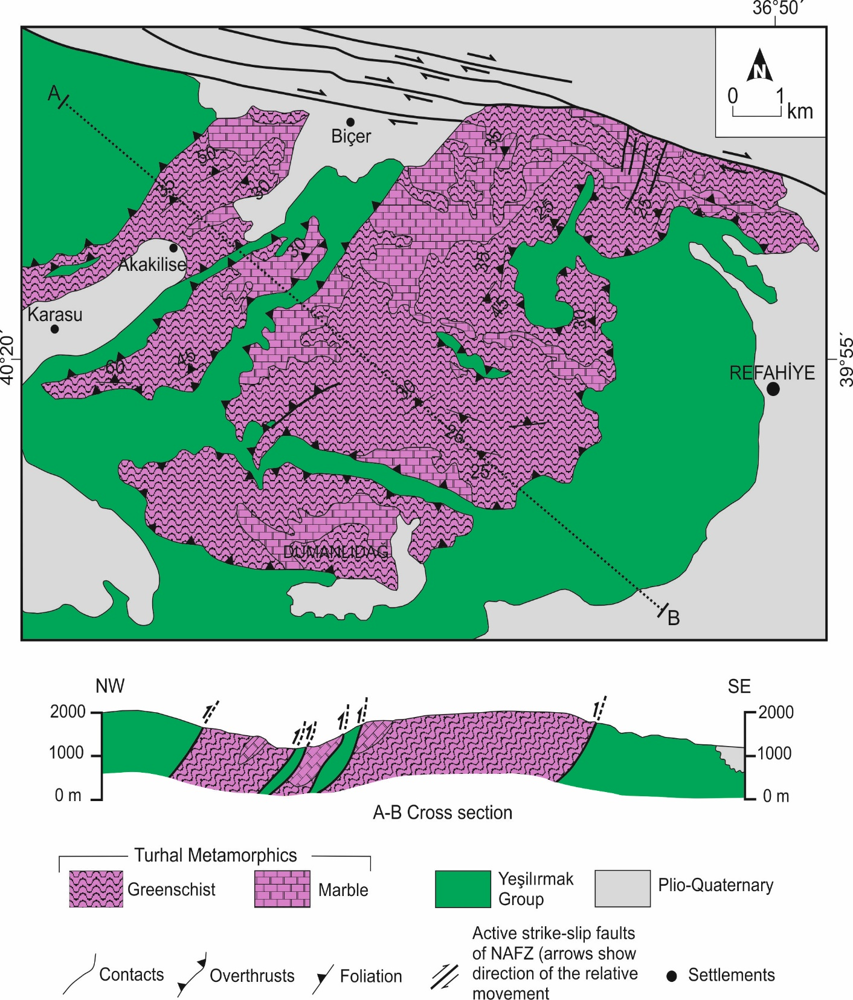 36°50´
N
0 1
km
A
Biçer
35
50
35
30
25
25
30
35
Akakilise
45
Karasu
30
40°20´
39°55´
45
60
REFAHİYE
30
25
25
DUMANLIDAĞ
B
NW
SE
2000
2000
1000
1000
0 m
0 m
A-B Cross section
Turhal Metamorphics
Greenschist
Marble
Yeşilırmak
Group
Plio-Quaternary
Contacts
Overthrusts
Foliation
Active strike-slip faults
of NAFZ (arrows show
direction of the relative
movement
Settlements